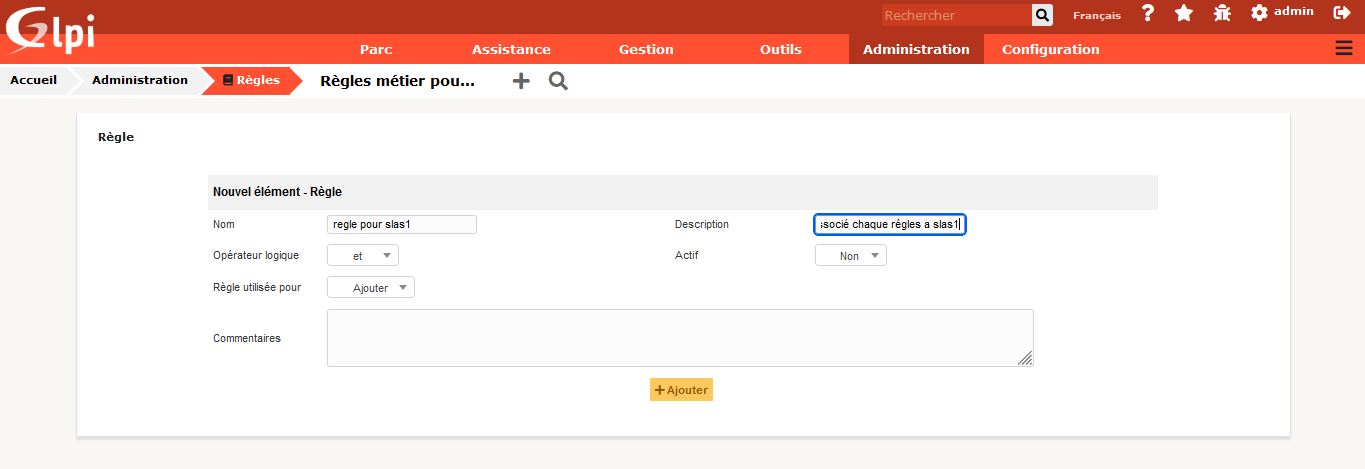 Glpi
Rechercher Français admin
Parc Assistance Gestion Outils Administration Configuration
Accueil Administration Règles Règles métier pou...
Règle
Nouvel élément - Règle
Nom regle pour slas1 Description ssocié chaque régles a slas1
Opérateur logique et Actif Non
Règle utilisée pour Ajouter
Commentaires
+ Ajouter